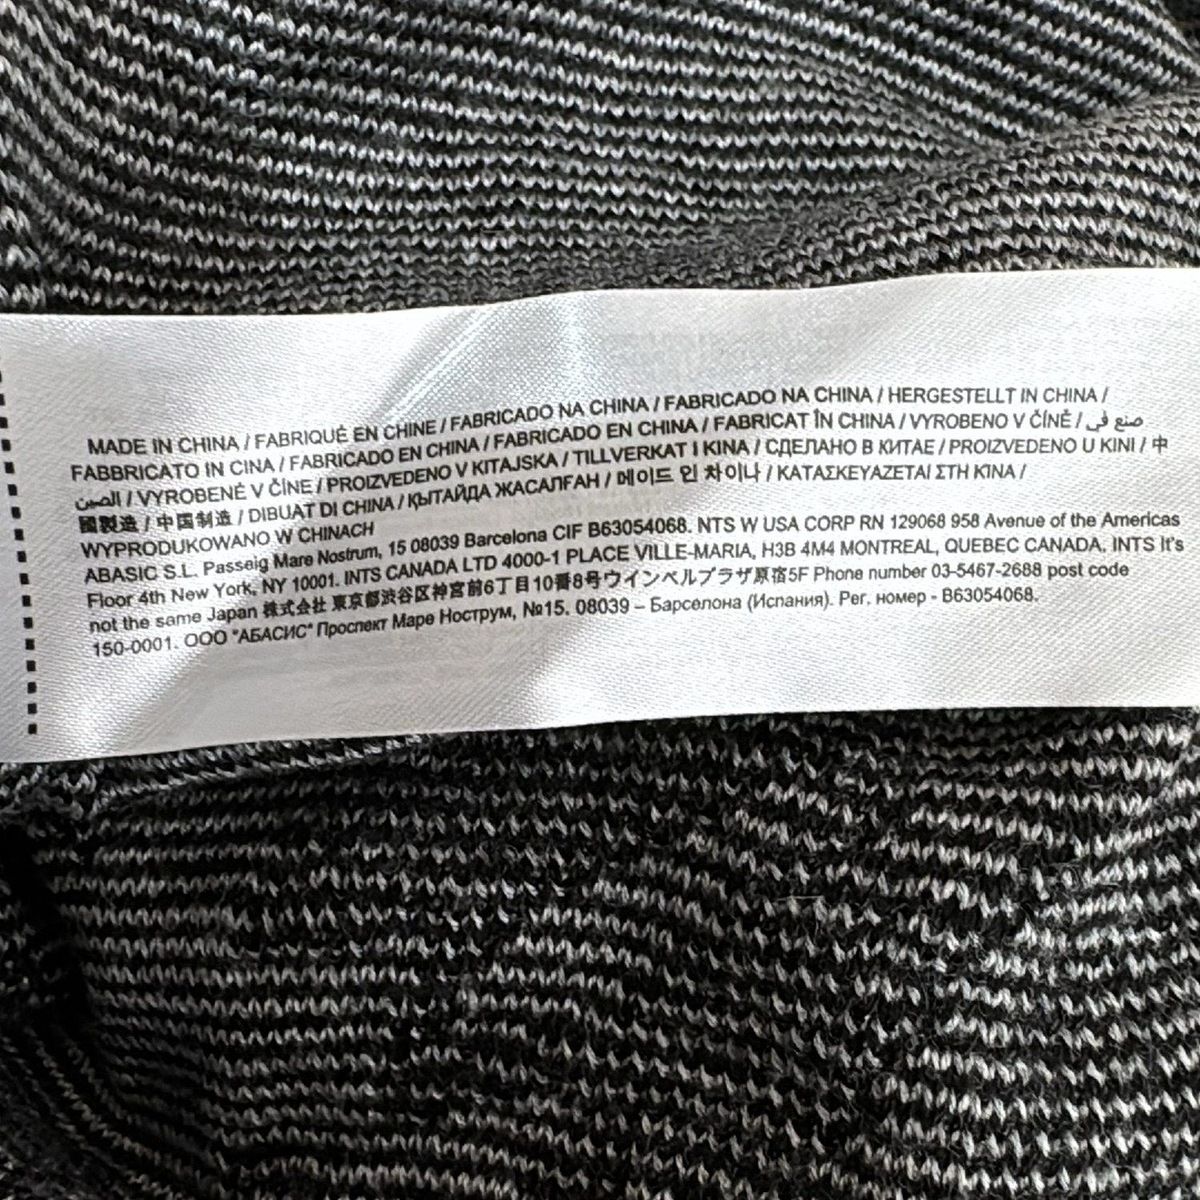 MADE IN CHINA / FABRIQUÉ EN CHINE / FABRICADO NA CHINA / FABRICADO NA CHINA / HERGESTELLT IN CHINA /
FABBRICATO IN CINA / FABRICADO EN CHINA / FABRICADO EN CHINA / FABRICAT ÎN CHINA / VYROBENO V ČÍNĚ / صنع في
الصين / VYROBENÉ V ČÍNE / PROIZVEDENO V KITAJSKA / TILLVERKAT I KINA / СДЕЛАНО В КИТАЕ / PROIZVEDENO U KINI / 中
國製造 / 中国制造 / DIBUAT DI CHINA / ҚЫТАЙДА ЖАСАЛҒАН / 메이드 인 차이나 / ΚΑΤΑΣΚΕΥΑΖΕΤΑΙ ΣΤΗ ΚΙΝΑ /
WYPRODUKOWANO W CHINACH
ABASIC S.L. Passeig Mare Nostrum, 15 08039 Barcelona CIF B63054068. NTS W USA CORP RN 129068 958 Avenue of the Americas
Floor 4th New York, NY 10001. INTS CANADA LTD 4000-1 PLACE VILLE-MARIA, H3B 4M4 MONTREAL, QUEBEC CANADA. INTS It's
not the same Japan 株式会社 東京都渋谷区神宮前6丁目10番8号ウインベルプラザ原宿5F Phone number 03-5467-2688 post code
150-0001. ООО "АБАСИС" Проспект Маре Нострум, №15. 08039 – Барселона (Испания). Рег. номер - B63054068.